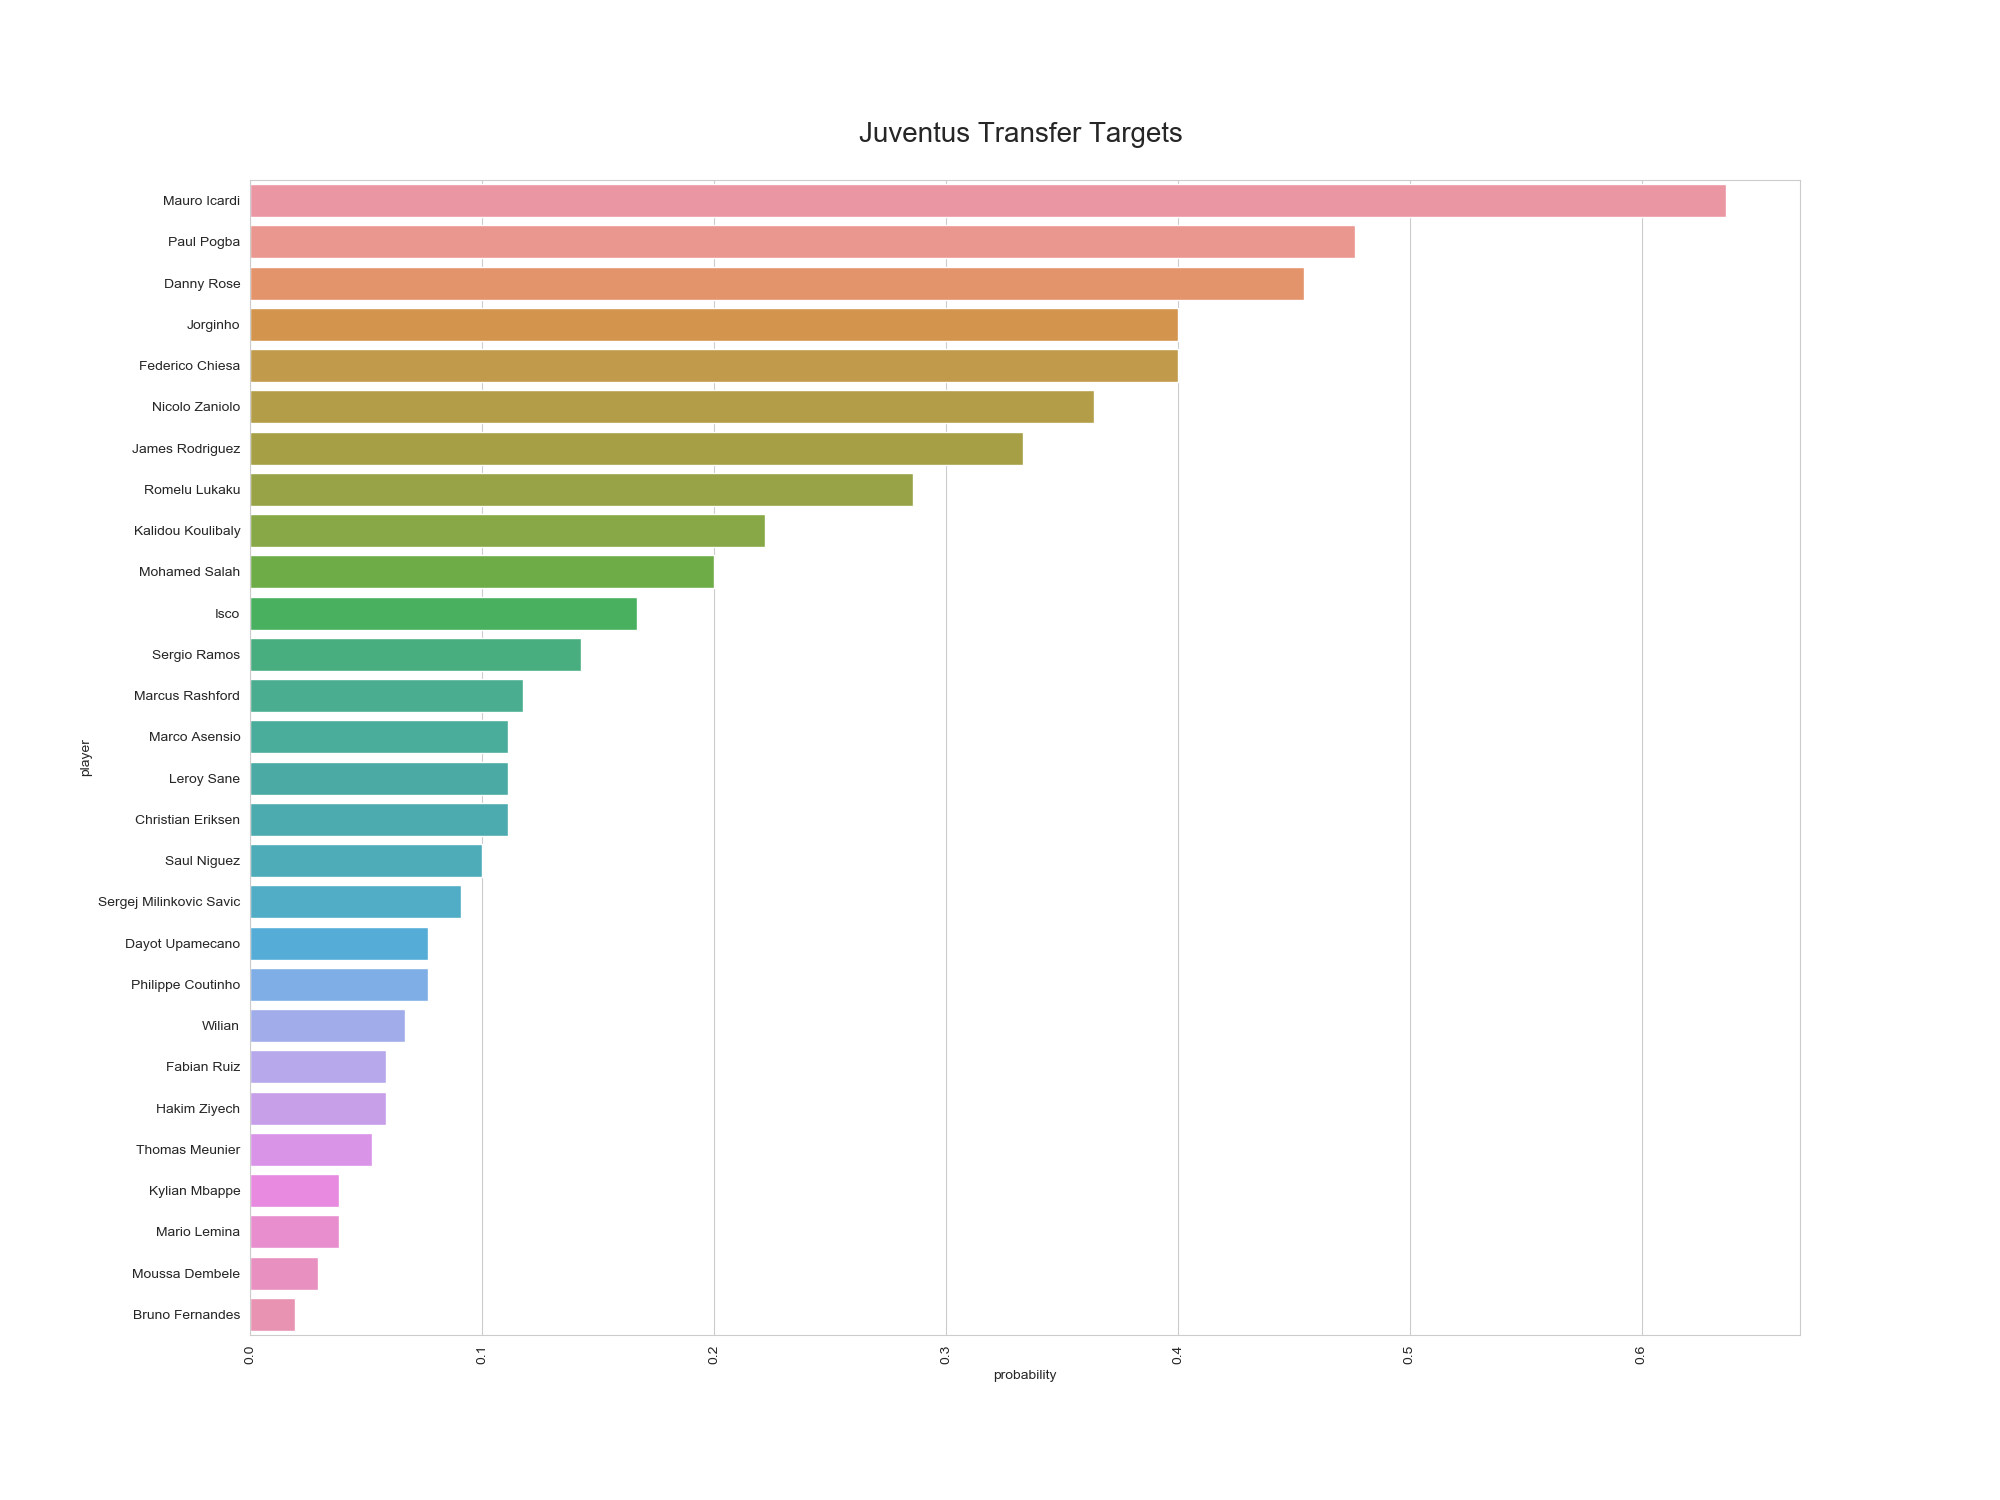 Juventus Transfer Targets
Mauro Icardi
Paul Pogba
Danny Rose
Jorginho
Federico Chiesa
Nicolo Zaniolo
James Rodriguez
Romelu Lukaku
Kalidou Koulibaly
Mohamed Salah
Isco
Sergio Ramos
Marcus Rashford
Marco Asensio
Leroy Sane
Christian Eriksen
Saul Niguez
Sergej Milinkovic Savic
Dayot Upamecano
Philippe Coutinho
Wilian
Fabian Ruiz
Hakim Ziyech
Thomas Meunier
Kylian Mbappe
Mario Lemina
Moussa Dembele
Bruno Fernandes
player
0.0 0.1 0.2 0.3 0.4 0.5 0.6
probability